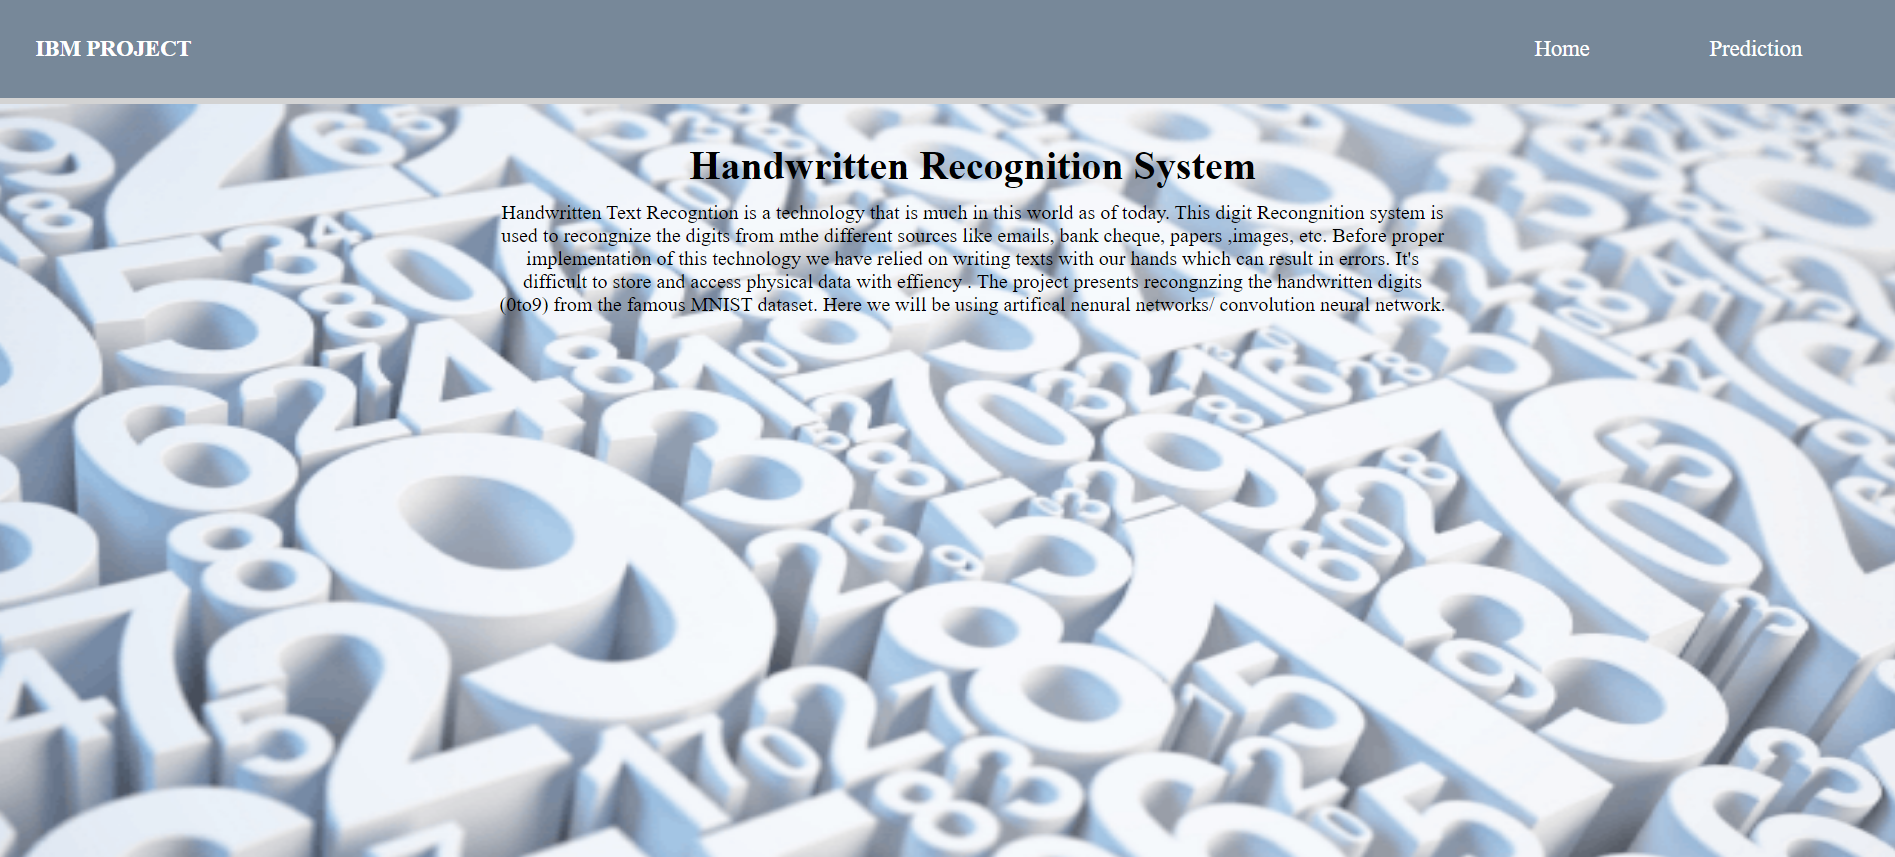 IBM PROJECT
Home
Prediction
Handwritten Recognition System
Handwritten Text Recogntion is a technology that is much in this world as of today. This digit Recongnition system is
used to recongnize the digits from mthe different sources like emails, bank cheque, papers ,images, etc. Before proper
implementation of this technology we have relied on writing texts with our hands which can result in errors. It's
difficult to store and access physical data with effiency . The project presents recongnzing the handwritten digits
(0to9) from the famous MNIST dataset. Here we will be using artifical nenural networks/ convolution neural network.